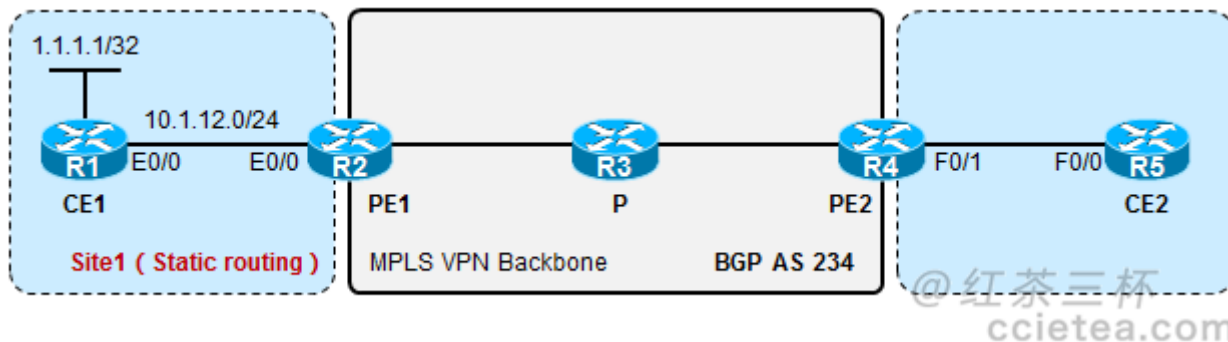 1.1.1.1/32
10.1.12.0/24
R1 E0/0 E0/0 R2 R3 R4 F0/1 F0/0 R5
CE1 PE1 P PE2 CE2
Site1 ( Static routing ) MPLS VPN Backbone BGP AS 234
@红茶三杯
ccietea.com